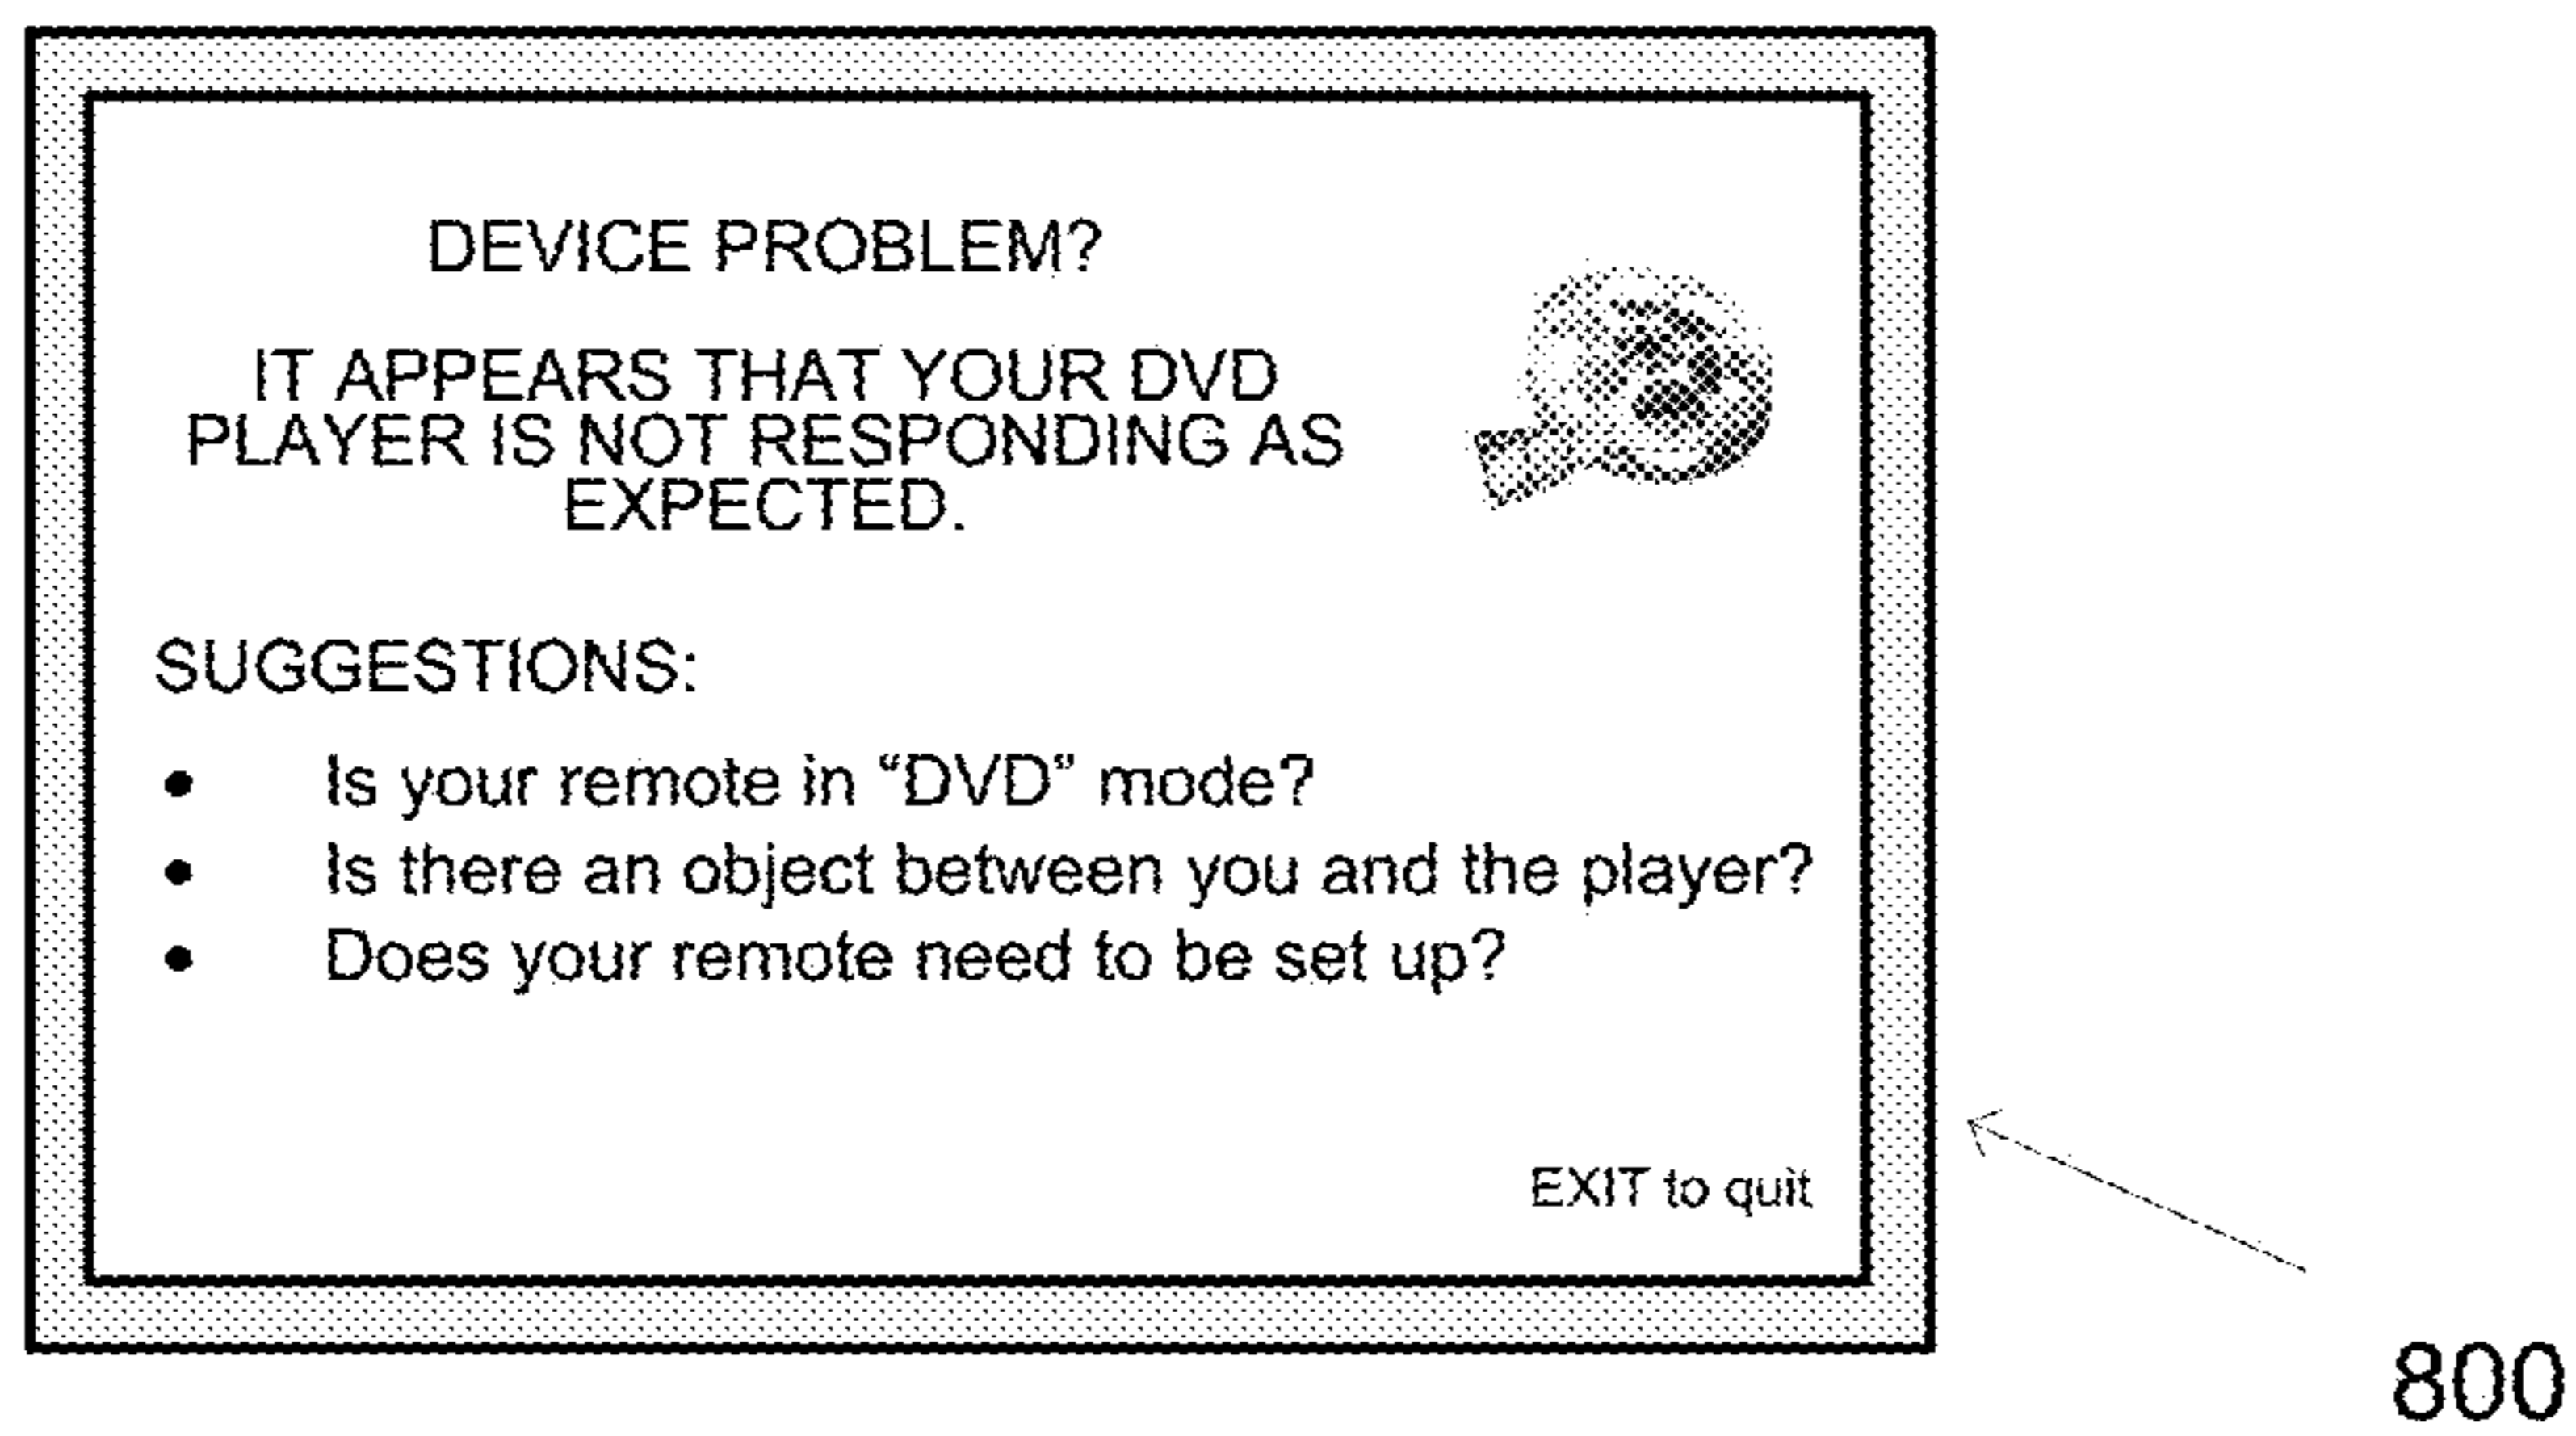 DEVICE PROBLEM?
IT APPEARS THAT YOUR DVD
PLAYER IS NOT RESPONDING AS
EXPECTED.
SUGGESTIONS:
• Is your remote in “DVD” mode?
• Is there an object between you and the player?
• Does your remote need to be set up?
EXIT to quit
800